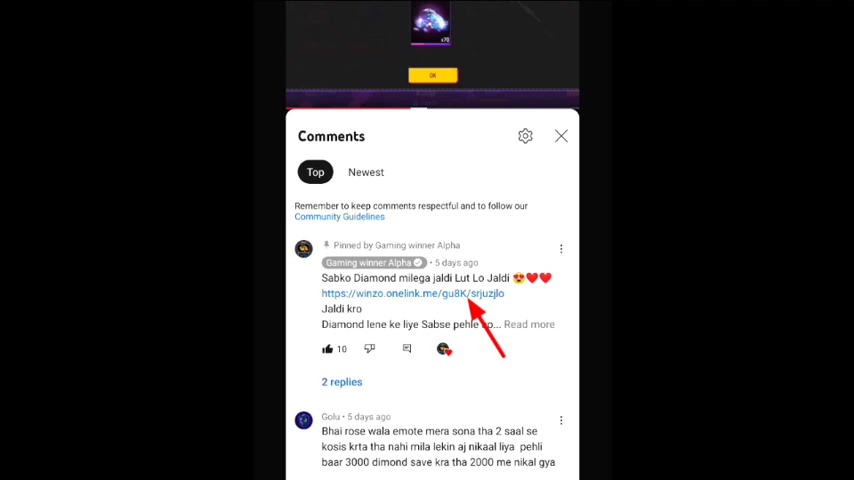 x70
OK
Comments
Top
Newest
Remember to keep comments respectful and to follow our
Community Guidelines
Pinned by Gaming winner Alpha
Gaming winner Alpha • 5 days ago
Sabko Diamond milega jaldi Lut Lo Jaldi 😍❤️❤️
https://winzo.onelink.me/gu8K/srjuzjlo
Jaldi kro
Diamond lene ke liye Sabse pehle ... Read more
10
2 replies
Golu • 5 days ago
Bhai rose wala emote mera sona tha 2 saal se
kosis krta tha nahi mila lekin aj nikaal liya pehli
baar 3000 dimond save kra tha 2000 me nikal gya